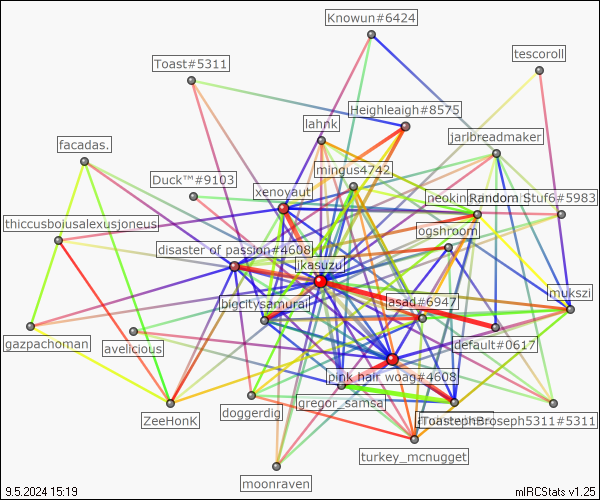 Knowun#6424
tescoroll
Toast#5311
Heighleaigh#8575
lahnk
jarlbreadmaker
facadas.
mingus4742
Duck™#9103
xenoyaut
Random Stuf6#5983
thiccusboiusalexusjoneus
ogshroom
disaster of passion#4608
jkasuzu
mukszi
bigcitysamurai
asad#6947
gazpachoman
avelicious
default#0617
pink hair woag#4608
gregor_samsa
ZeeHonK
doggerdig
ToastephBroseph5311#5311
turkey_mcnugget
moonraven
9.5.2024 15:19
mIRCStats v1.25